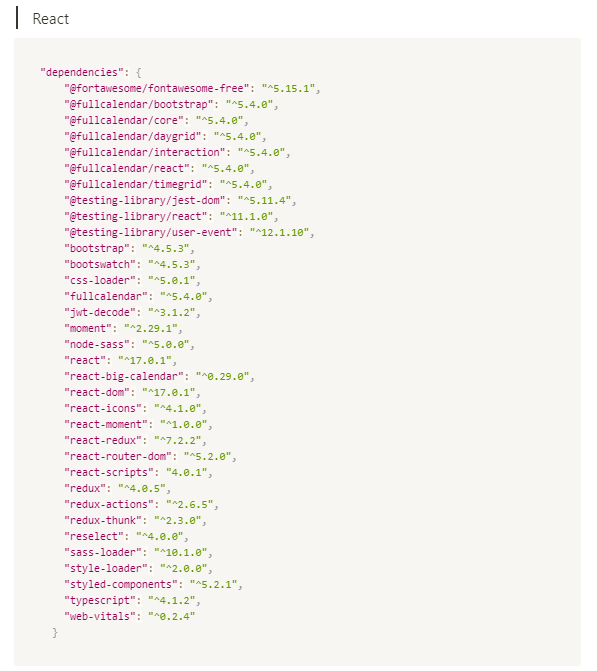 React
"dependencies": {
"@fortawesome/fontawesome-free": "^5.15.1",
"@fullcalendar/bootstrap": "^5.4.0",
"@fullcalendar/core": "^5.4.0",
"@fullcalendar/daygrid": "^5.4.0",
"@fullcalendar/interaction": "^5.4.0",
"@fullcalendar/react": "^5.4.0",
"@fullcalendar/timegrid": "^5.4.0",
"@testing-library/jest-dom": "^5.11.4",
"@testing-library/react": "^11.1.0",
"@testing-library/user-event": "^12.1.10",
"bootstrap": "^4.5.3",
"bootswatch": "^4.5.3",
"css-loader": "^5.0.1",
"fullcalendar": "^5.4.0",
"jwt-decode": "^3.1.2",
"moment": "^2.29.1",
"node-sass": "^5.0.0",
"react": "^17.0.1",
"react-big-calendar": "^0.29.0",
"react-dom": "^17.0.1",
"react-icons": "^4.1.0",
"react-moment": "^1.0.0",
"react-redux": "^7.2.2",
"react-router-dom": "^5.2.0",
"react-scripts": "4.0.1",
"redux": "^4.0.5",
"redux-actions": "^2.6.5",
"redux-thunk": "^2.3.0",
"reselect": "^4.0.0",
"sass-loader": "^10.1.0",
"style-loader": "^2.0.0",
"styled-components": "^5.2.1",
"typescript": "^4.1.2",
"web-vitals": "^0.2.4"
}